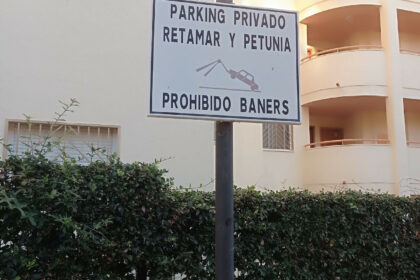 PARKING PRIVADO
RETAMAR Y PETUNIA
PROHIBIDO BANERS